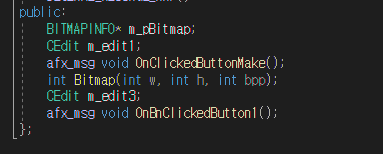 public:
BITMAPINFO* m_pBitmap;
CEdit m_edit1;
afx_msg void OnClickedButtonMake();
int Bitmap(int w, int h, int bpp);
CEdit m_edit3;
afx_msg void OnBnClickedButton1();
};